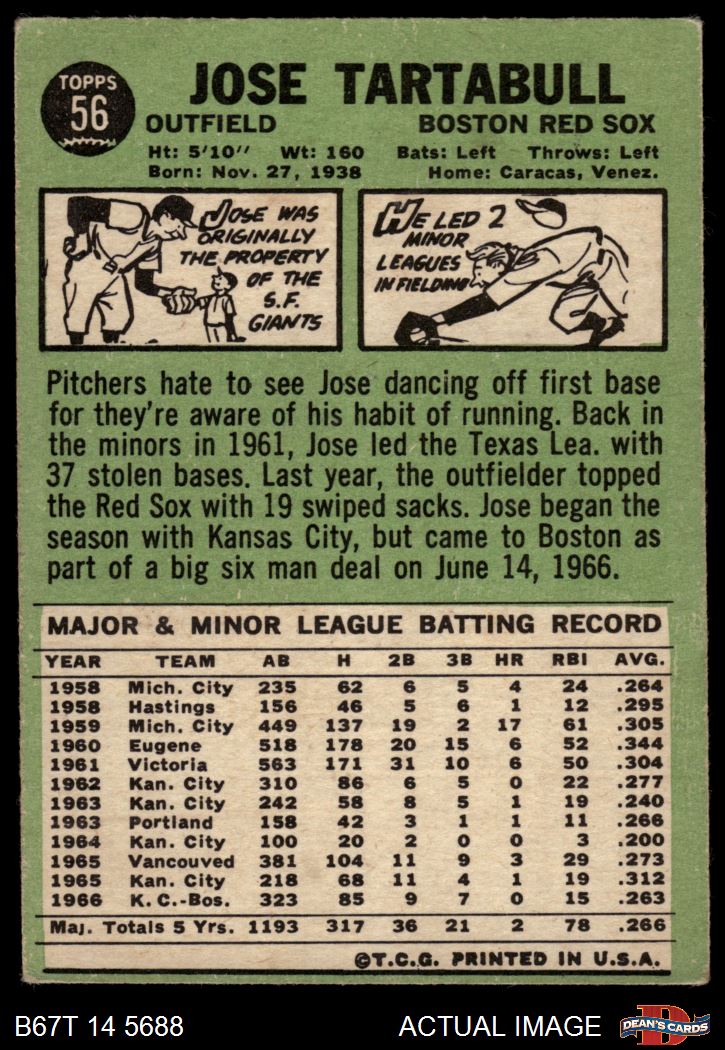 TOPPS
56
JOSE TARTABULL
OUTFIELD BOSTON RED SOX
Ht: 5'10" Wt: 160 Bats: Left Throws: Left
Born: Nov. 27, 1938 Home: Caracas, Venez.
JOSE WAS
ORIGINALLY
THE PROPERTY
OF THE
S.F.
GIANTS
HE LED 2
MINOR
LEAGUES
IN FIELDING
Pitchers hate to see Jose dancing off first base
for they're aware of his habit of running. Back in
the minors in 1961, Jose led the Texas Lea. with
37 stolen bases. Last year, the outfielder topped
the Red Sox with 19 swiped sacks. Jose began the
season with Kansas City, but came to Boston as
part of a big six man deal on June 14, 1966.
MAJOR & MINOR LEAGUE BATTING RECORD
YEAR TEAM AB H 2B 3B HR RBI AVG.
1958 Mich. City 235 62 6 5 4 24 .264
1958 Hastings 156 46 5 6 1 12 .295
1959 Mich. City 449 137 19 2 17 61 .305
1960 Eugene 518 178 20 15 6 52 .344
1961 Victoria 563 171 31 10 6 50 .304
1962 Kan. City 310 86 6 5 0 22 .277
1963 Kan. City 242 58 8 5 1 19 .240
1963 Portland 158 42 3 1 1 11 .266
1964 Kan. City 100 20 2 0 0 3 .200
1965 Vancouved 381 104 11 9 3 29 .273
1965 Kan. City 218 68 11 4 1 19 .312
1966 K.C.-Bos. 323 85 9 7 0 15 .263
Maj. Totals 5 Yrs. 1193 317 36 21 2 78 .266
©T.C.G. PRINTED IN U.S.A.
B67T 14 5688 ACTUAL IMAGE
D
DEAN'S CARDS